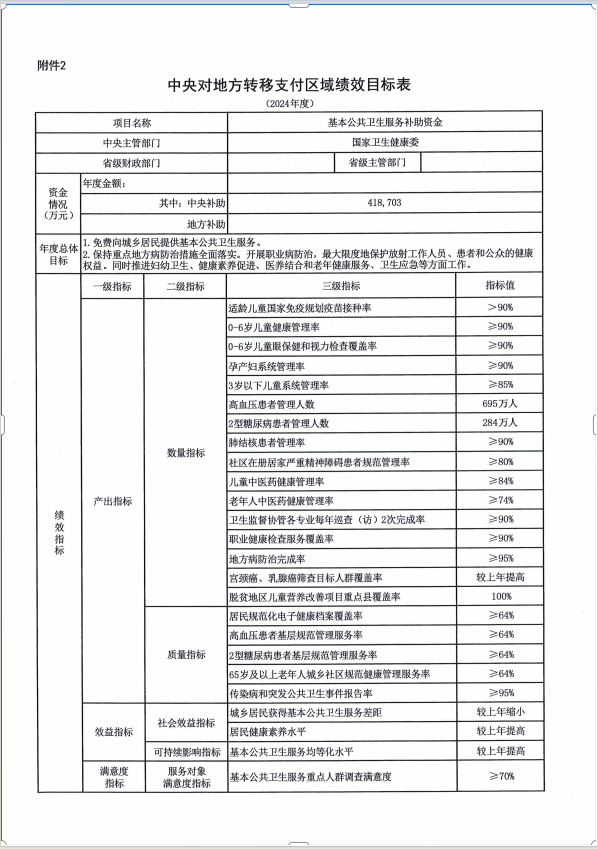 附件2
中央对地方转移支付区域绩效目标表
(2024年度)
项目名称 基本公共卫生服务补助资金
中央主管部门 国家卫生健康委
省级财政部门 省级主管部门
资金情况(万元) 年度金额:
其中:中央补助 418,703
地方补助
年度总体目标
1.免费向城乡居民提供基本公共卫生服务。
2.保持重点地方病防治措施全面落实。开展职业病防治,最大限度地保护放射工作人员、患者和公众的健康
权益。同时推进妇幼卫生、健康素养促进、医养结合和老年健康服务、卫生应急等方面工作。
绩效指标
一级指标 二级指标 三级指标 指标值
产出指标
数量指标
适龄儿童国家免疫规划疫苗接种率 >90%
0-6岁儿童健康管理率 ≥90%
0-6岁儿童眼保健和视力检查覆盖率 ≥90%
孕产妇系统管理率 ≥90%
3岁以下儿童系统管理率 ≥85%
高血压患者管理人数 695万人
2型糖尿病患者管理人数 284万人
肺结核患者管理率 ≥90%
社区在册居家严重精神障碍患者规范管理率 ≥80%
儿童中医药健康管理率 ≥84%
老年人中医药健康管理率 ≥74%
卫生监督协管各专业每年巡查(访)2次完成率 ≥90%
职业健康检查服务覆盖率 ≥90%
地方病防治完成率 ≥95%
宫颈癌、乳腺癌筛查目标人群覆盖率 较上年提高
脱贫地区儿童营养改善项目重点县覆盖率 100%
质量指标
居民规范化电子健康档案覆盖率 ≥64%
高血压患者基层规范管理服务率 ≥64%
2型糖尿病患者基层规范管理服务率 ≥64%
65岁及以上老年人城乡社区规范健康管理服务率 ≥64%
传染病和突发公共卫生事件报告率 ≥95%
效益指标
社会效益指标
城乡居民获得基本公共卫生服务差距 较上年缩小
居民健康素养水平 较上年提高
可持续影响指标 基本公共卫生服务均等化水平 较上年提高
满意度指标 服务对象满意度指标 基本公共卫生服务重点人群调查满意度 ≥70%